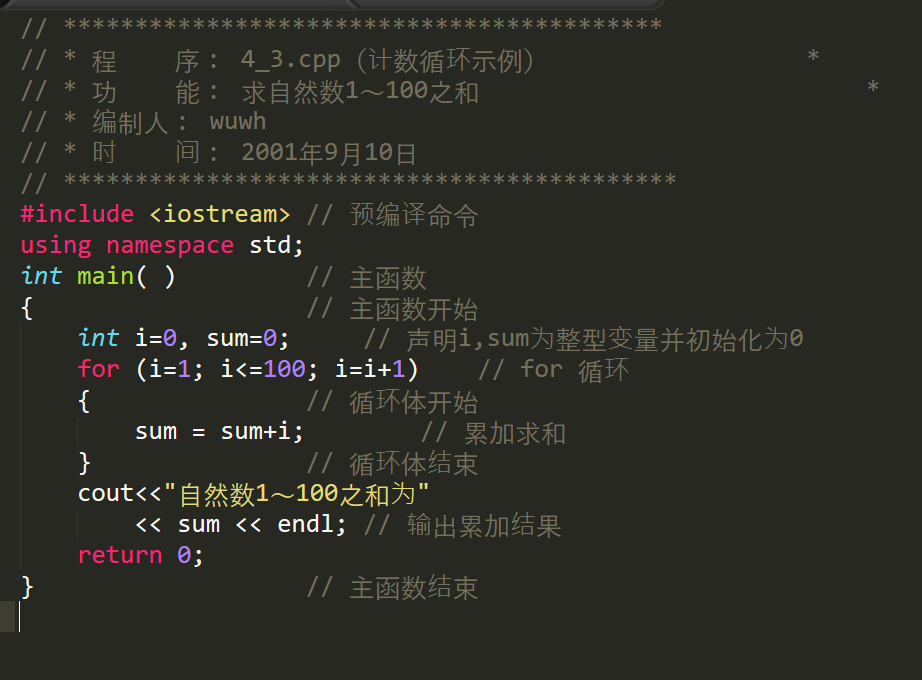 // ******************************************
// * 程    序： 4_3.cpp（计数循环示例）                   *
// * 功    能： 求自然数1～100之和                           *
// * 编制人： wuwh
// * 时    间： 2001年9月10日
// *******************************************
#include <iostream> // 预编译命令
using namespace std;
int main( )         // 主函数
{                   // 主函数开始
    int i=0, sum=0;     // 声明i,sum为整型变量并初始化为0
    for (i=1; i<=100; i=i+1)    // for 循环
    {               // 循环体开始
        sum = sum+i;        // 累加求和
    }               // 循环体结束
    cout<<"自然数1～100之和为"
        << sum << endl; // 输出累加结果
    return 0;
}                   // 主函数结束